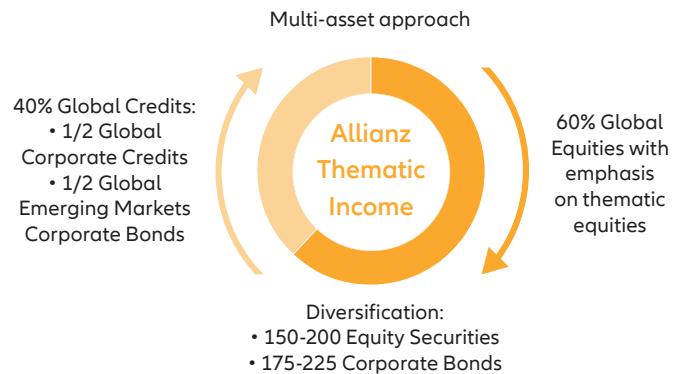 Multi-asset approach
40% Global Credits:
• 1/2 Global
Corporate Credits
• 1/2 Global
Emerging Markets
Corporate Bonds
Allianz
Thematic
Income
60% Global
Equities with
emphasis
on thematic
equities
Diversification:
• 150-200 Equity Securities
• 175-225 Corporate Bonds